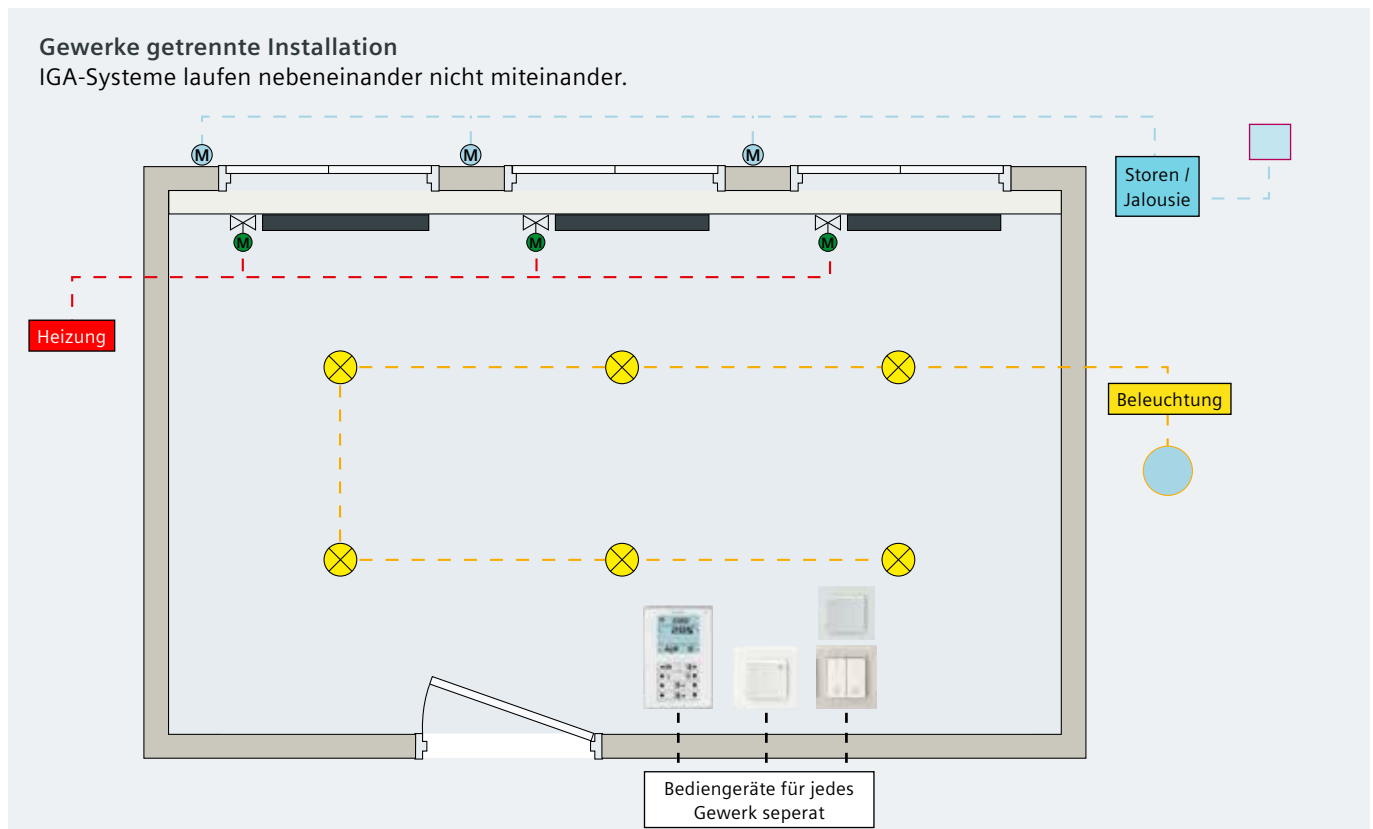 Gewerke getrennte Installation
IGA-Systeme laufen nebeneinander nicht miteinander.
M M M
Storen /
Jalousie
M M M
Heizung
Beleuchtung
Bediengeräte für jedes
Gewerk seperat